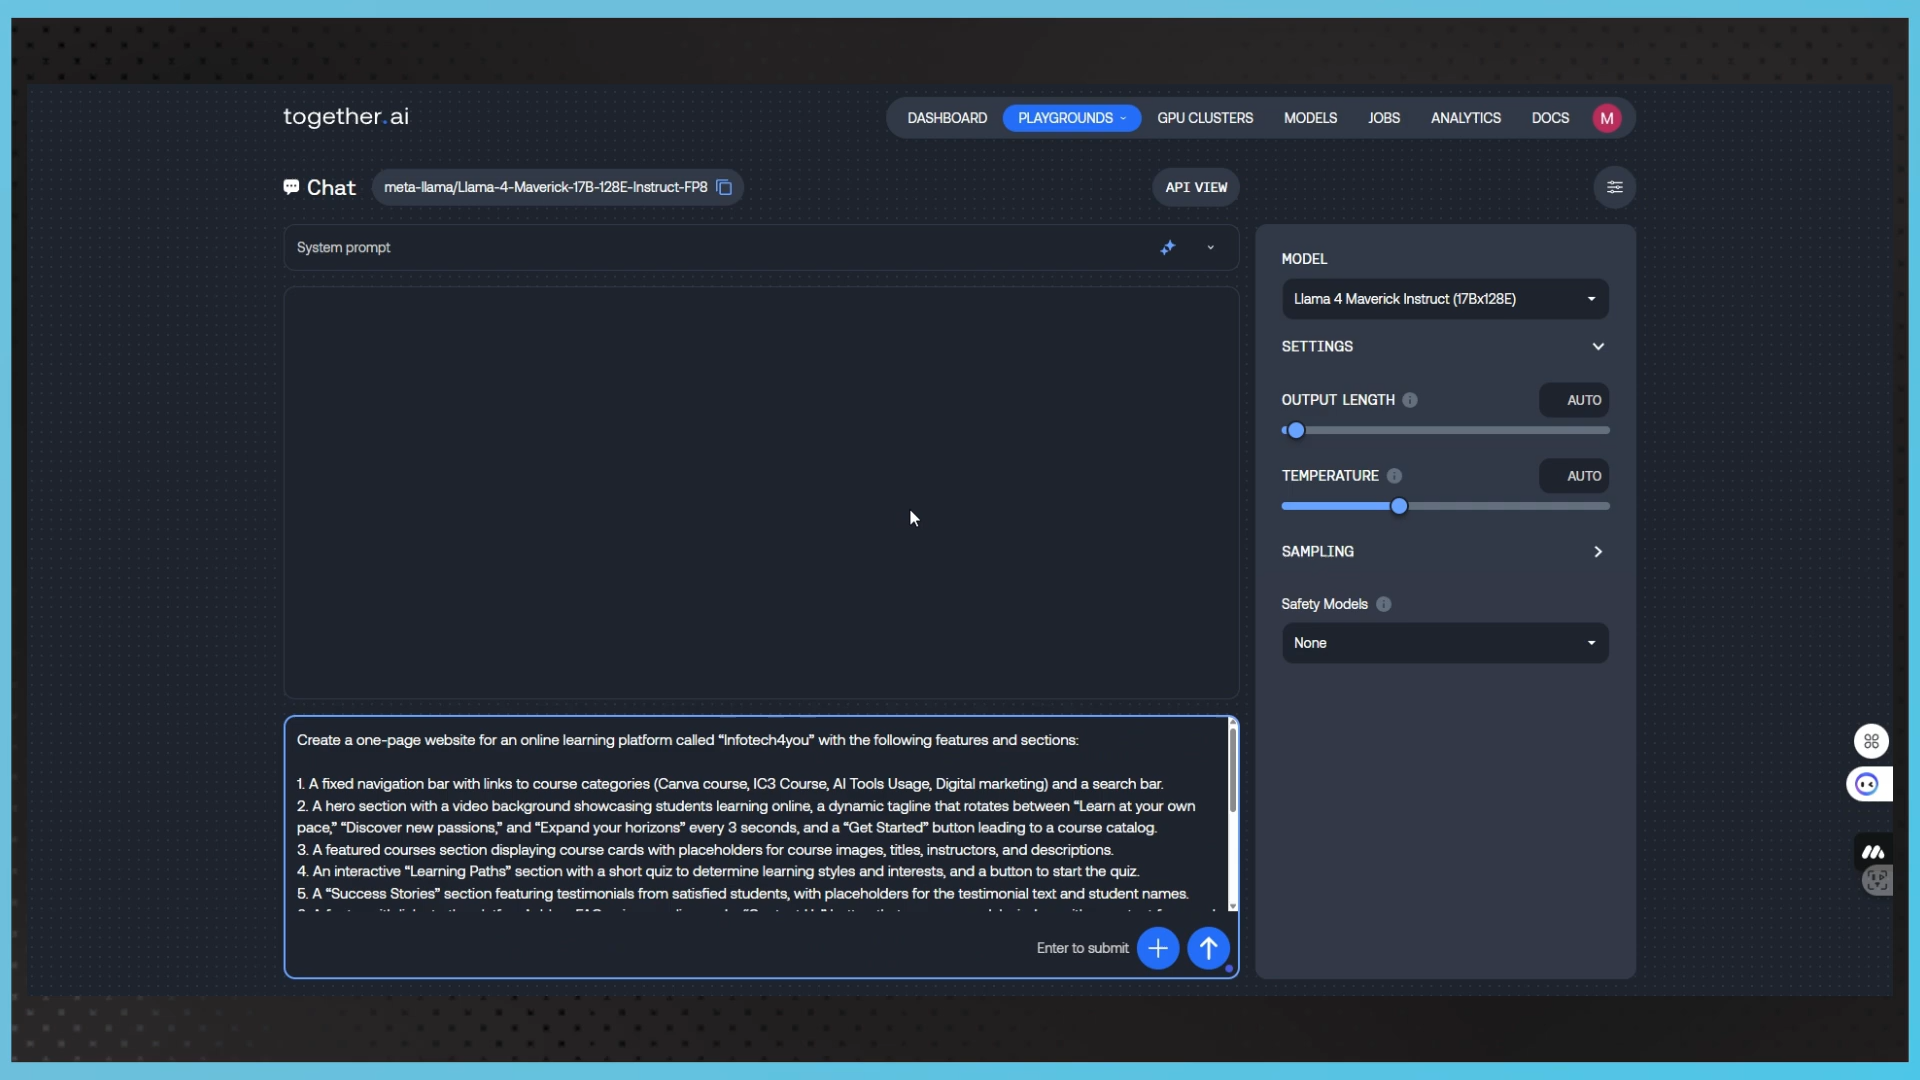 together.ai
DASHBOARD PLAYGROUNDS GPU CLUSTERS MODELS JOBS ANALYTICS DOCS M
Chat meta-llama/Llama-4-Maverick-17B-128E-Instruct-FP8 API VIEW
System prompt
MODEL
Llama 4 Maverick Instruct (17Bx128E)
SETTINGS
OUTPUT LENGTH AUTO
TEMPERATURE AUTO
SAMPLING
Safety Models
None
Create a one-page website for an online learning platform called “Infotech4you” with the following features and sections:
1. A fixed navigation bar with links to course categories (Canva course, IC3 Course, AI Tools Usage, Digital marketing) and a search bar.
2. A hero section with a video background showcasing students learning online, a dynamic tagline that rotates between “Learn at your own
pace,” “Discover new passions,” and “Expand your horizons” every 3 seconds, and a “Get Started” button leading to a course catalog.
3. A featured courses section displaying course cards with placeholders for course images, titles, instructors, and descriptions.
4. An interactive “Learning Paths” section with a short quiz to determine learning styles and interests, and a button to start the quiz.
5. A “Success Stories” section featuring testimonials from satisfied students, with placeholders for the testimonial text and student names.
Enter to submit